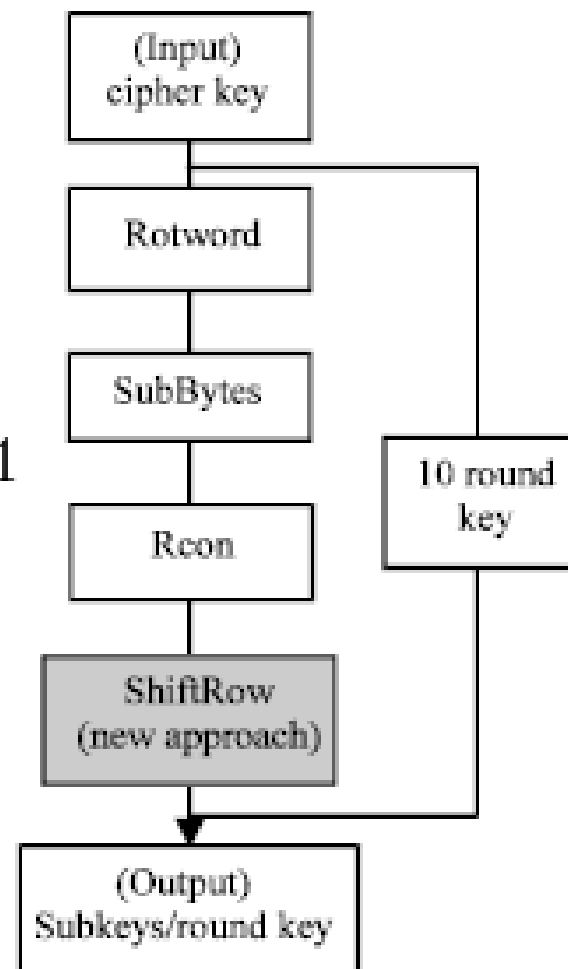 (Input)
cipher key
Rotword
SubBytes
1
10 round
key
Rcon
ShiftRow
(new approach)
(Output)
Subkeys/round key